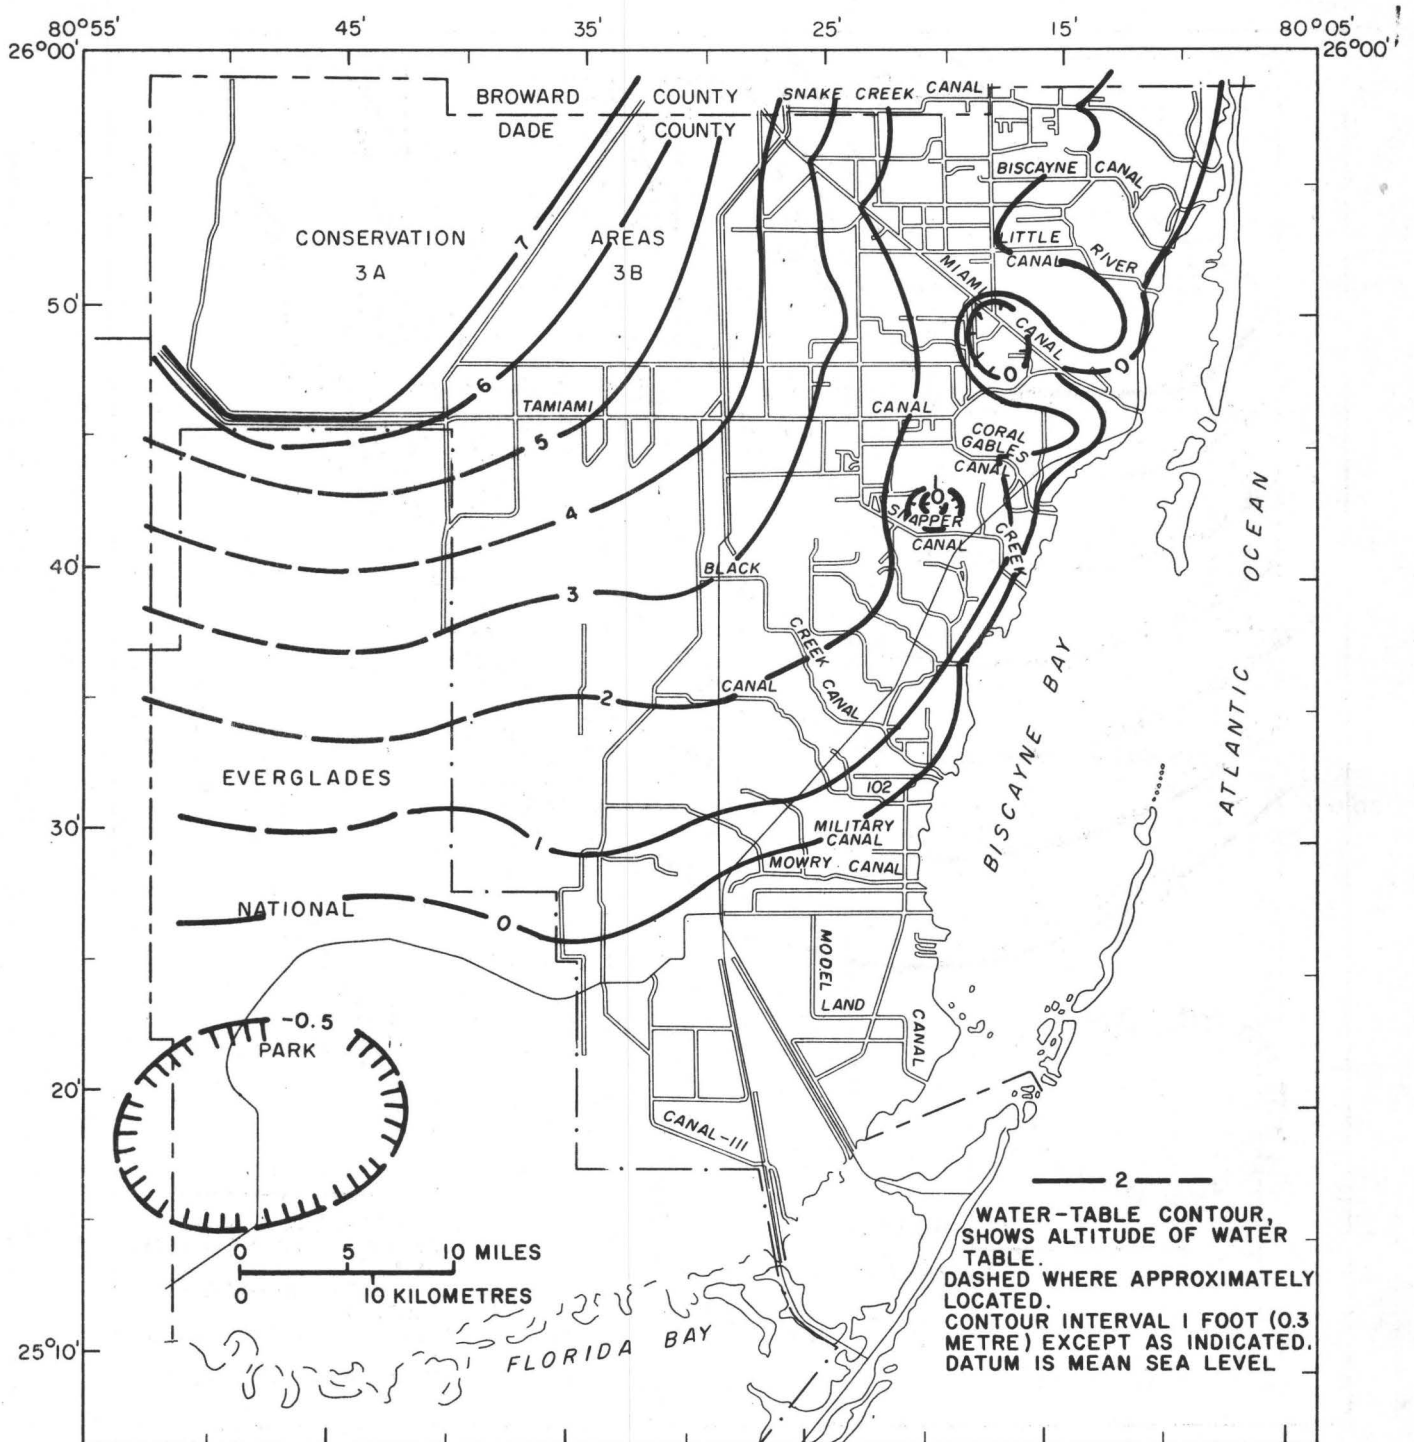 80°55'
45'
35'
25'
15'
80°05'
26°00'
26°00'
BROWARD COUNTY
DADE COUNTY
SNAKE CREEK CANAL
BISCAYNE CANAL
CONSERVATION AREAS
3A
3B
7
LITTLE RIVER
CANAL
MIAMI
CANAL
50'
0
0
6
TAMIAMI CANAL
5
CORAL
GABLES
CANAL
4
0
SNAPPER
CREEK
CANAL
40'
BLACK
3
CREEK
CANAL
CANAL
2
OCEAN
ATLANTIC
BISCAYNE BAY
EVERGLADES
102
30'
1
MILITARY
CANAL
MOWRY CANAL
NATIONAL
0
MODEL
LAND
CANAL
-0.5
PARK
20'
CANAL-III
2
WATER-TABLE CONTOUR,
SHOWS ALTITUDE OF WATER
TABLE.
DASHED WHERE APPROXIMATELY
LOCATED.
CONTOUR INTERVAL I FOOT (0.3
METRE) EXCEPT AS INDICATED.
DATUM IS MEAN SEA LEVEL
0 5 10 MILES
0 10 KILOMETRES
FLORIDA BAY
25°10'